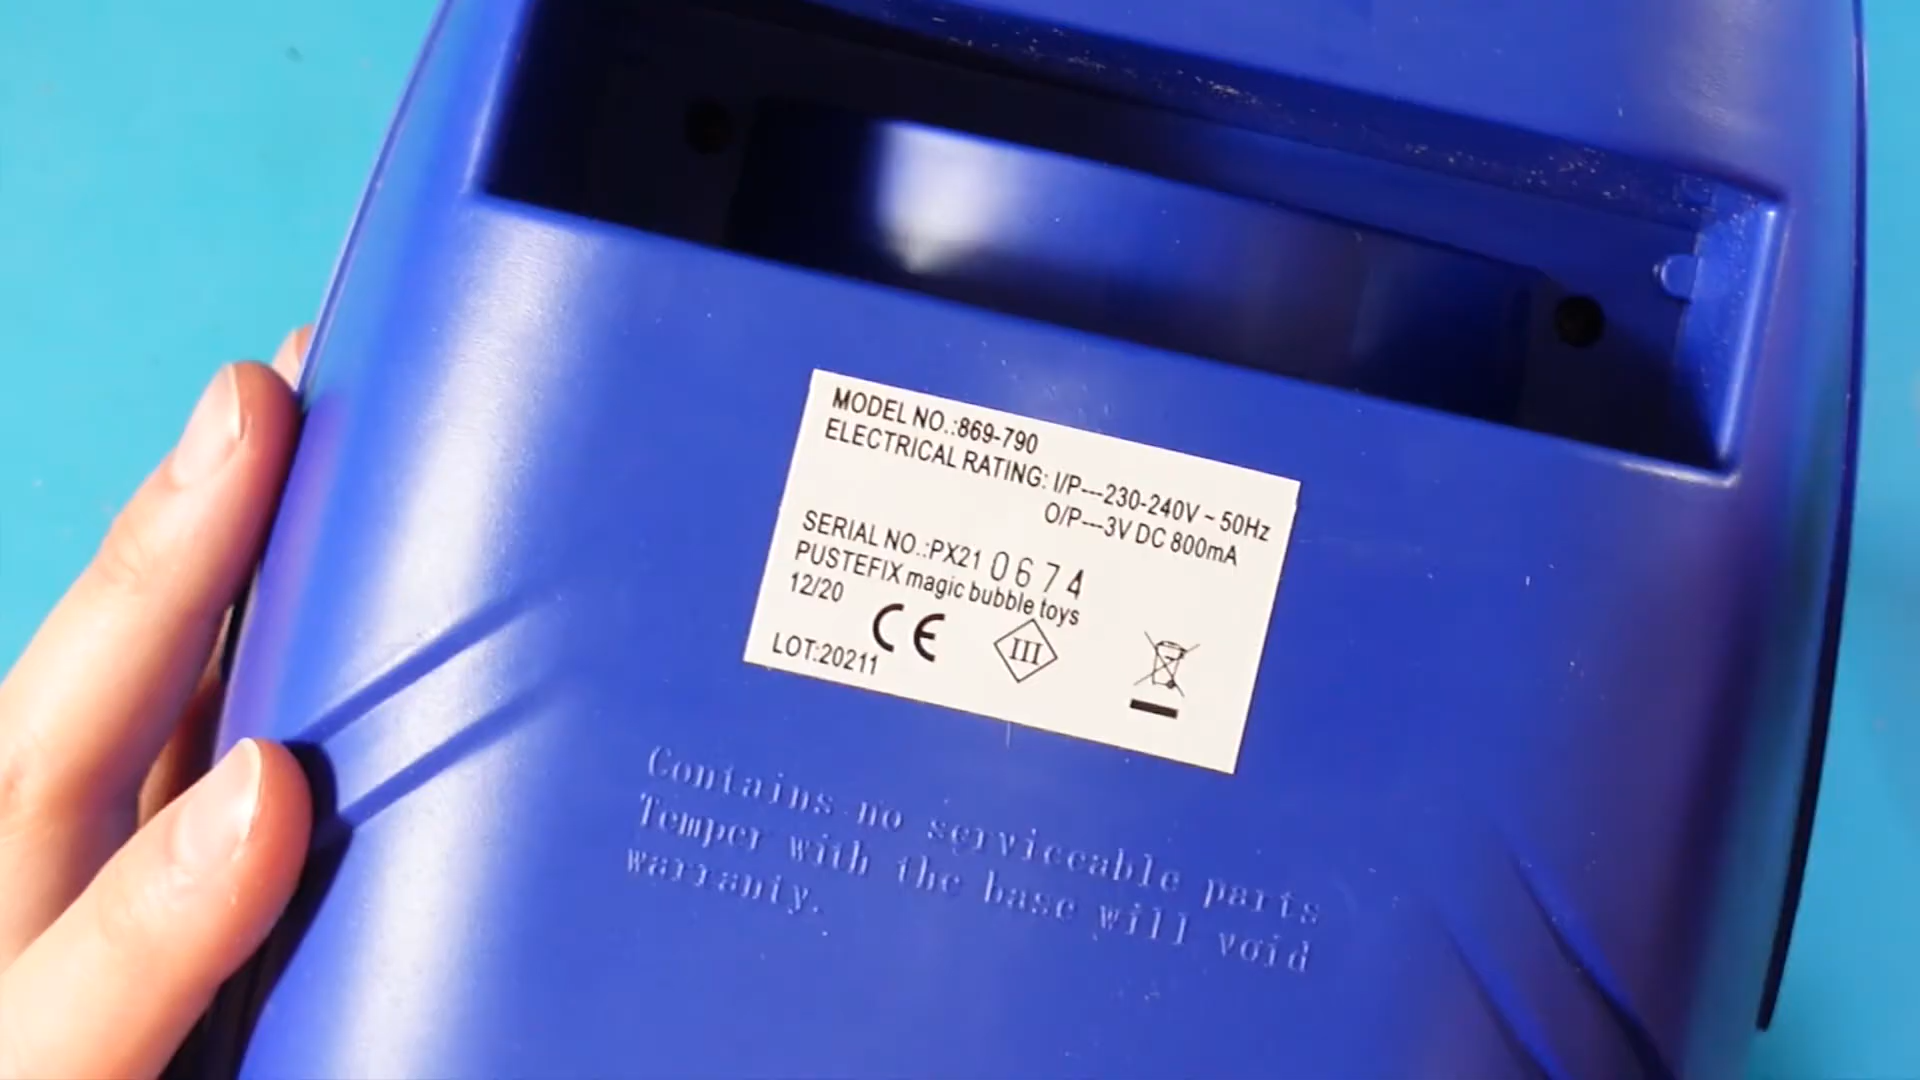 MODEL NO.:869-790
ELECTRICAL RATING: I/P---230-240V ~ 50Hz
O/P---3V DC 800mA
SERIAL NO.:PX21 0674
PUSTEFIX magic bubble toys
12/20
CE
III
LOT:20211
Contains no serviceable parts
Temper with the base will void
warranty.